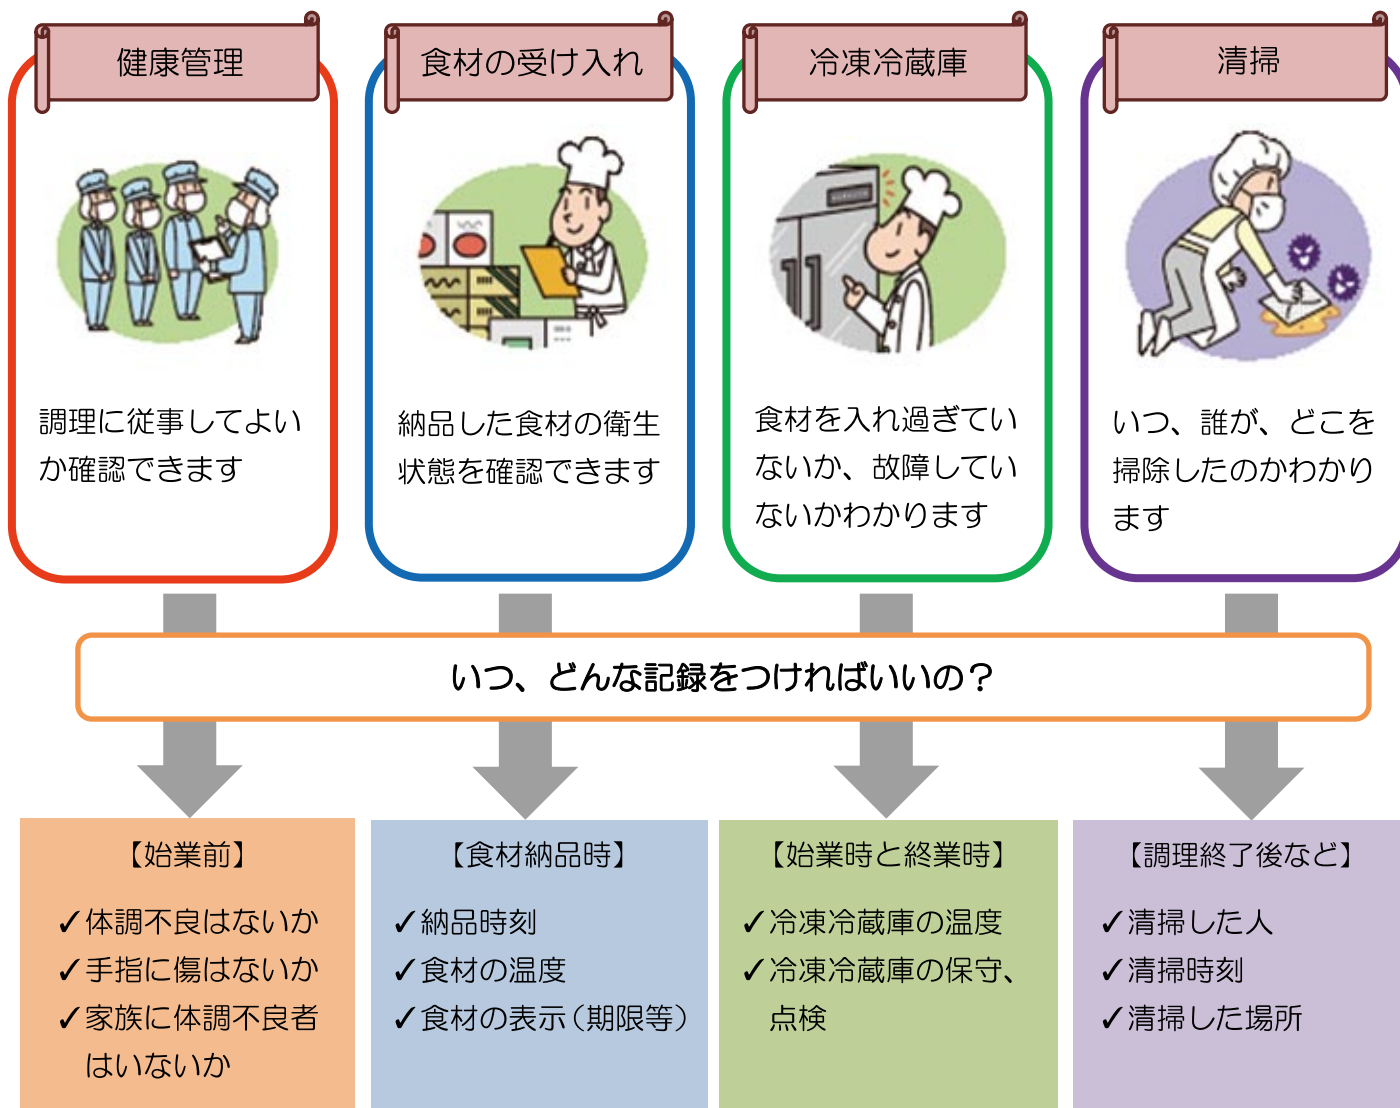 健康管理
調理に従事してよい
か確認できます
食材の受け入れ
納品した食材の衛生
状態を確認できます
冷凍冷蔵庫
食材を入れ過ぎてい
ないか、故障してい
ないかわかります
清掃
いつ、誰が、どこを
掃除したのかわかり
ます
いつ、どんな記録をつければいいの？
【始業前】
✓体調不良はないか
✓手指に傷はないか
✓家族に体調不良者
はいないか
【食材納品時】
✓納品時刻
✓食材の温度
✓食材の表示（期限等）
【始業時と終業時】
✓冷凍冷蔵庫の温度
✓冷凍冷蔵庫の保守、
点検
【調理終了後など】
✓清掃した人
✓清掃時刻
✓清掃した場所